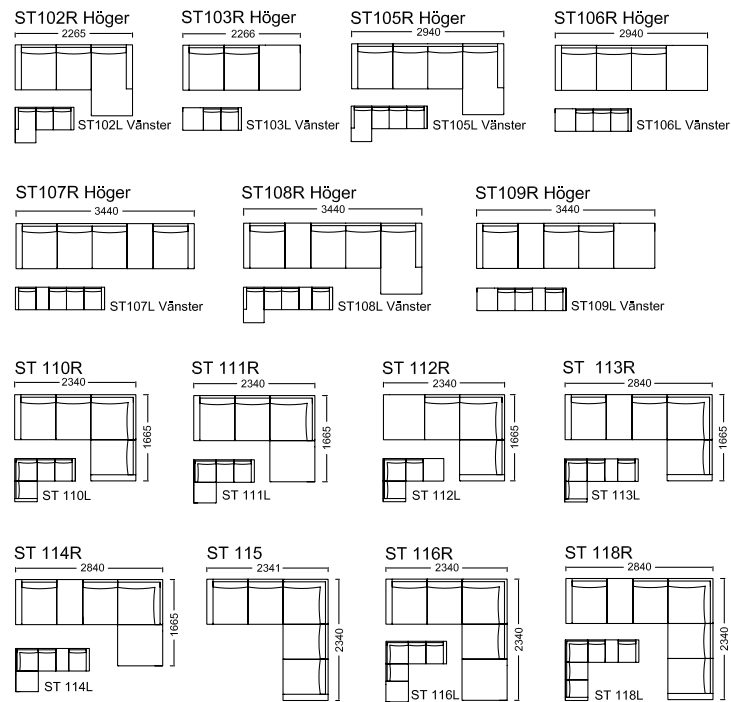 ST102R Höger
ST103R Höger
ST105R Höger
ST106R Höger
2265
2266
2940
2940
ST102L Vänster
ST103L Vänster
ST105L Vänster
ST106L Vänster
ST107R Höger
ST108R Höger
ST109R Höger
3440
3440
3440
ST107L Vänster
ST108L Vänster
ST109L Vänster
ST 110R
ST 111R
ST 112R
ST 113R
2340
2340
2340
2840
1665
1665
1665
1665
ST 110L
ST 111L
ST 112L
ST 113L
ST 114R
ST 115
ST 116R
ST 118R
2840
2341
2340
2840
1665
2340
2340
2340
ST 114L
ST 116L
ST 118L